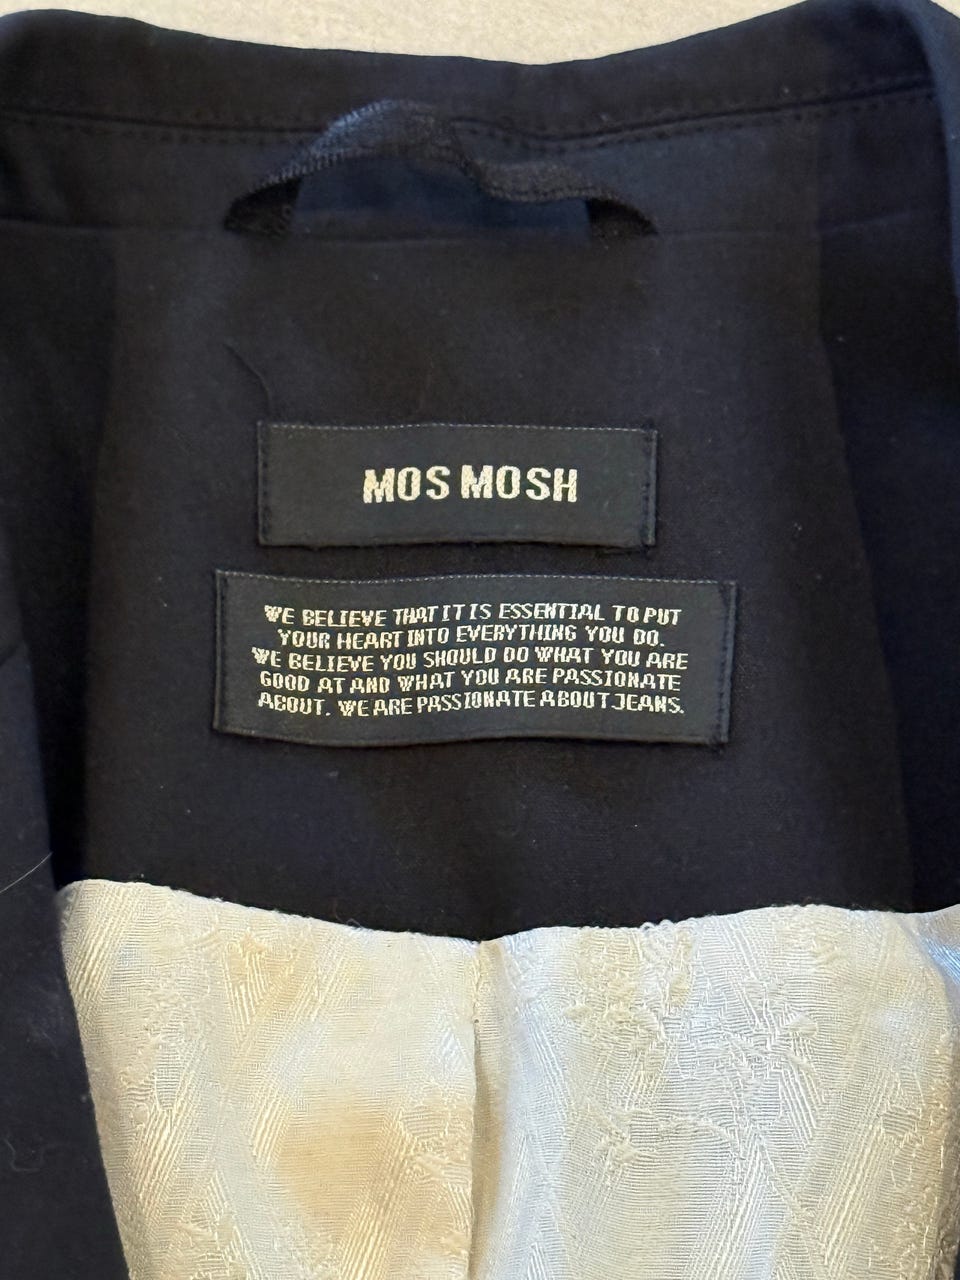 MOS MOSH
WE BELIEVE THAT IT IS ESSENTIAL TO PUT
YOUR HEART INTO EVERYTHING YOU DO.
WE BELIEVE YOU SHOULD DO WHAT YOU ARE
GOOD AT AND WHAT YOU ARE PASSIONATE
ABOUT. WE ARE PASSIONATE ABOUT JEANS.